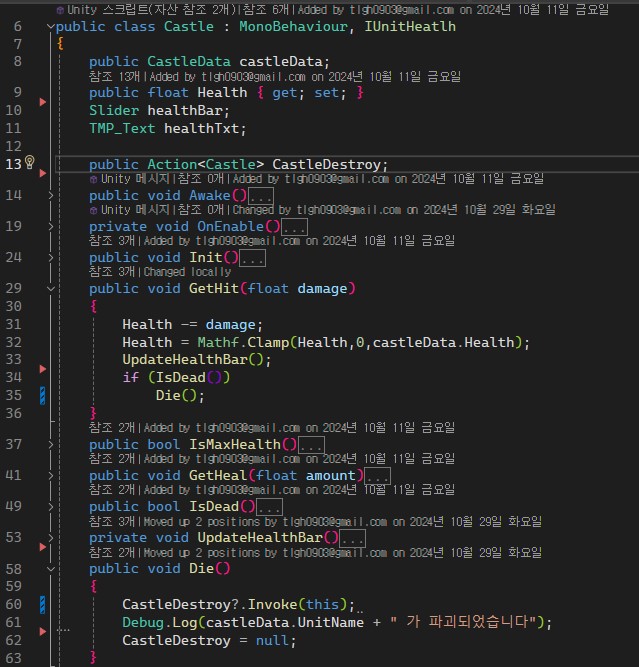 Unity 스크립트(자산 참조 2개)|참조 6개|Added by tlgh0903@gmail.com on 2024년 10월 11일 금요일
6 public class Castle : MonoBehaviour, IUnitHeatlh
7 {
8 public CastleData castleData;
참조 13개|Added by tlgh0903@gmail.com on 2024년 10월 11일 금요일
9 public float Health { get; set; }
10 Slider healthBar;
11 TMP_Text healthTxt;
12
13 public Action<Castle> CastleDestroy;
Unity 메시지|참조 0개|Added by tlgh0903@gmail.com on 2024년 10월 11일 금요일
14 public void Awake()...
Unity 메시지|참조 0개|Changed by tlgh0903@gmail.com on 2024년 10월 29일 화요일
19 private void OnEnable()...
참조 3개|Added by tlgh0903@gmail.com on 2024년 10월 11일 금요일
24 public void Init()...
참조 3개|Changed locally
29 public void GetHit(float damage)
30 {
31 Health -= damage;
32 Health = Mathf.Clamp(Health,0,castleData.Health);
33 UpdateHealthBar();
34 if (IsDead())
35 Die();
36 }
참조 2개|Added by tlgh0903@gmail.com on 2024년 10월 11일 금요일
37 public bool IsMaxHealth()...
참조 2개|Added by tlgh0903@gmail.com on 2024년 10월 11일 금요일
41 public void GetHeal(float amount)...
참조 2개|Added by tlgh0903@gmail.com on 2024년 10월 11일 금요일
49 public bool IsDead()...
참조 3개|Moved up 2 positions by tlgh0903@gmail.com on 2024년 10월 29일 화요일
53 private void UpdateHealthBar()...
참조 2개|Moved up 2 positions by tlgh0903@gmail.com on 2024년 10월 29일 화요일
58 public void Die()
59 {
60 CastleDestroy?.Invoke(this);
61 Debug.Log(castleData.UnitName + " 가 파괴되었습니다");
62 CastleDestroy = null;
63 }